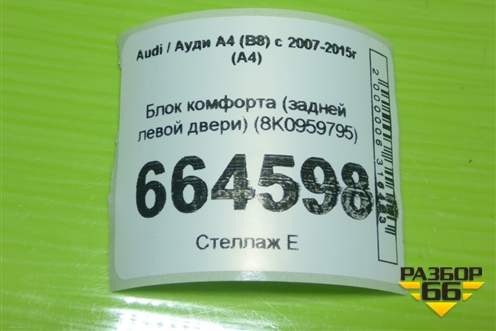 Audi / Ауди А4 (В8) с 2007-2015г
(А4)
Блок комфорта (задней
левой двери) (8K0959795)
664598
Стеллаж Е
РАЗБОР
66